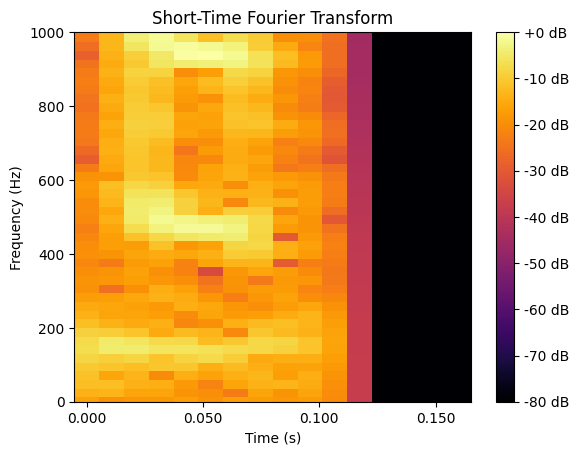 Short-Time Fourier Transform
Frequency (Hz)
1000
800
600
400
200
0
0.000
0.050
0.100
0.150
Time (s)
+0 dB
-10 dB
-20 dB
-30 dB
-40 dB
-50 dB
-60 dB
-70 dB
-80 dB